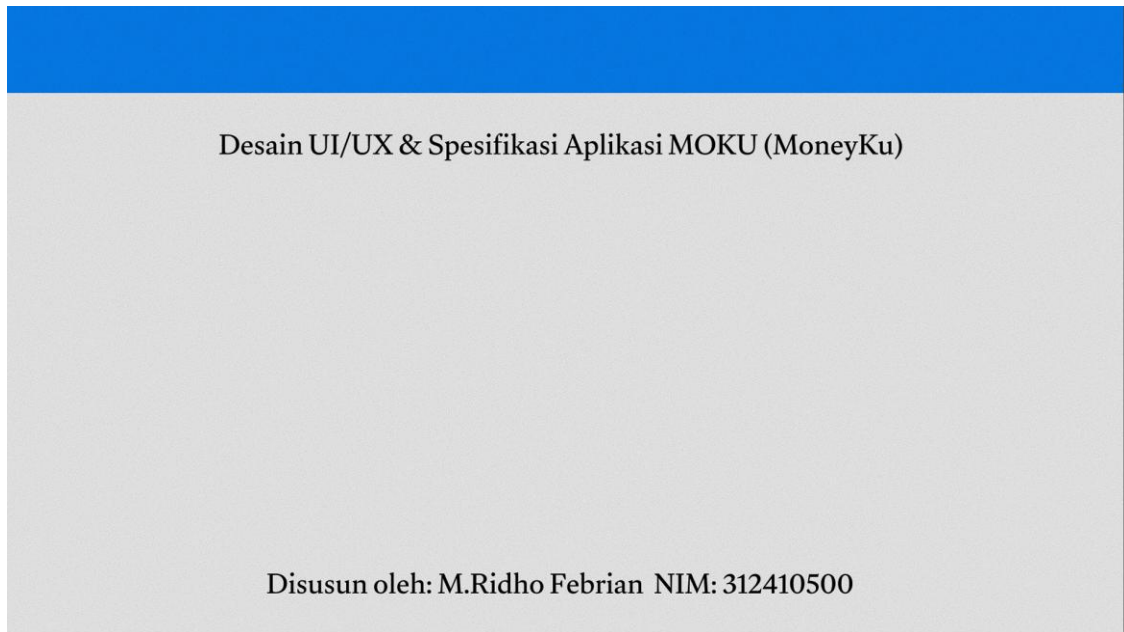 Desain UI/UX & Spesifikasi Aplikasi MOKU (MoneyKu)
Disusun oleh: M.Ridho Febrian NIM: 312410500